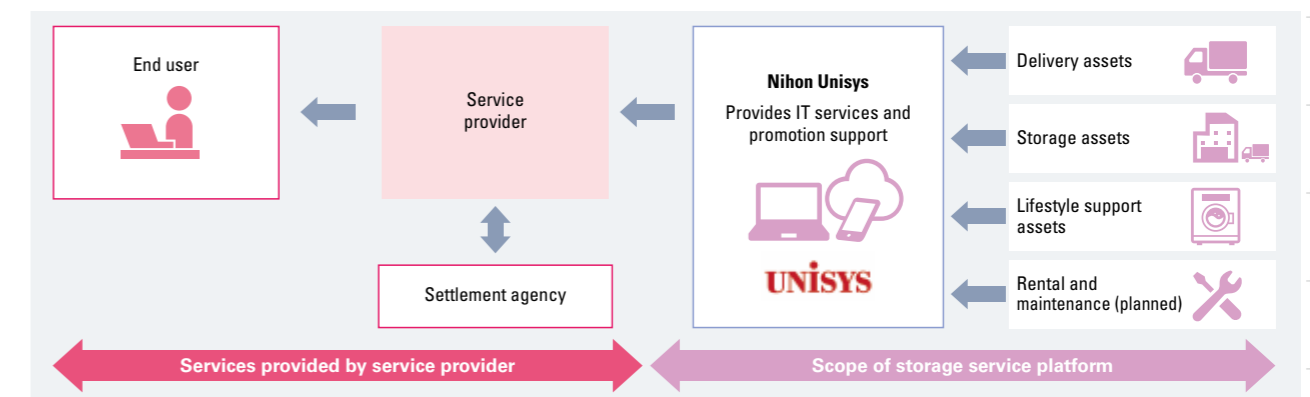 End user
Service
provider
Settlement agency
Nihon Unisys
Provides IT services and
promotion support
UNISYS
Delivery assets
Storage assets
Lifestyle support
assets
Rental and
maintenance (planned)
Services provided by service provider
Scope of storage service platform